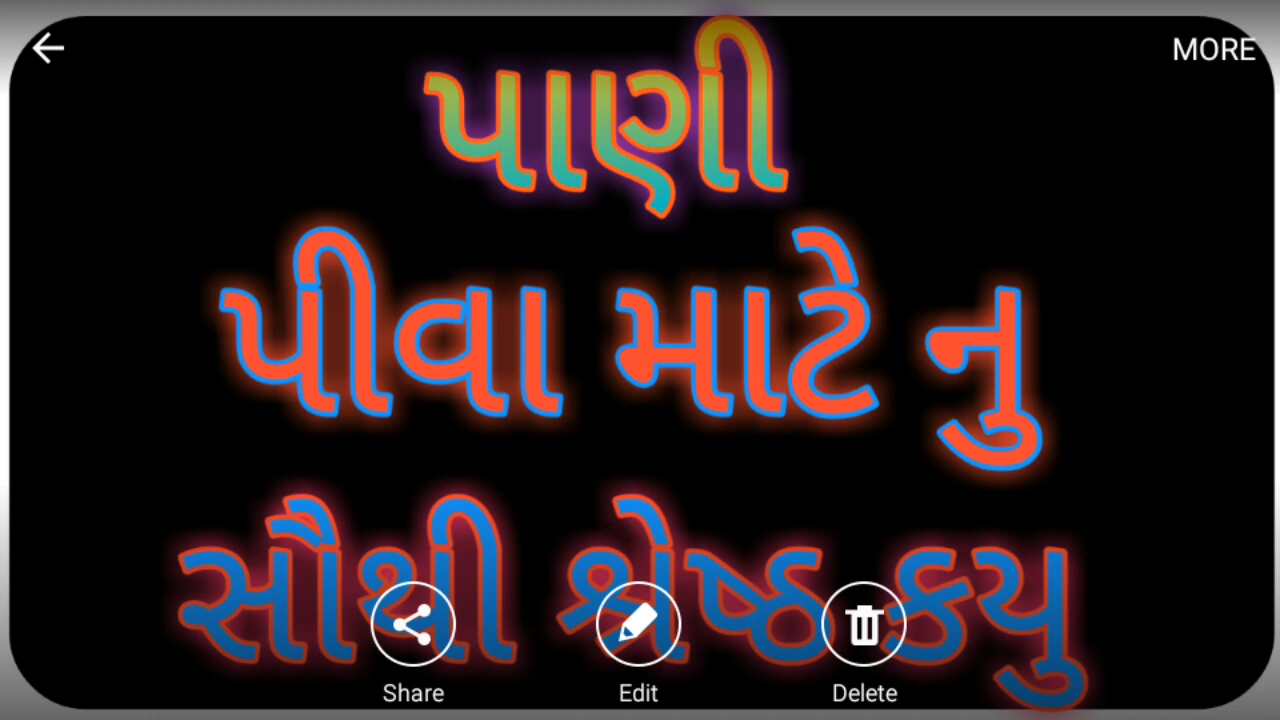 MORE
પાણી
પીવા માટે નુ
સૌથી શ્રેષ્ઠ કયુ
Share Edit Delete